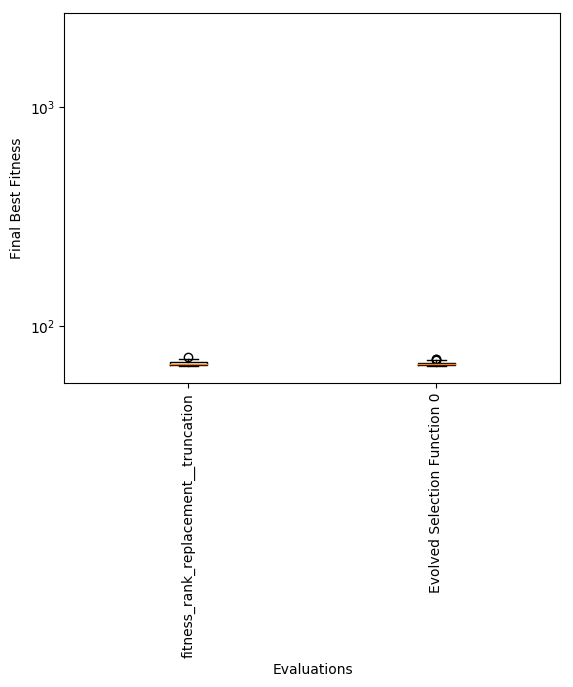 Final Best Fitness
10³
10²
fitness_rank_replacement__truncation
Evolved Selection Function 0
Evaluations